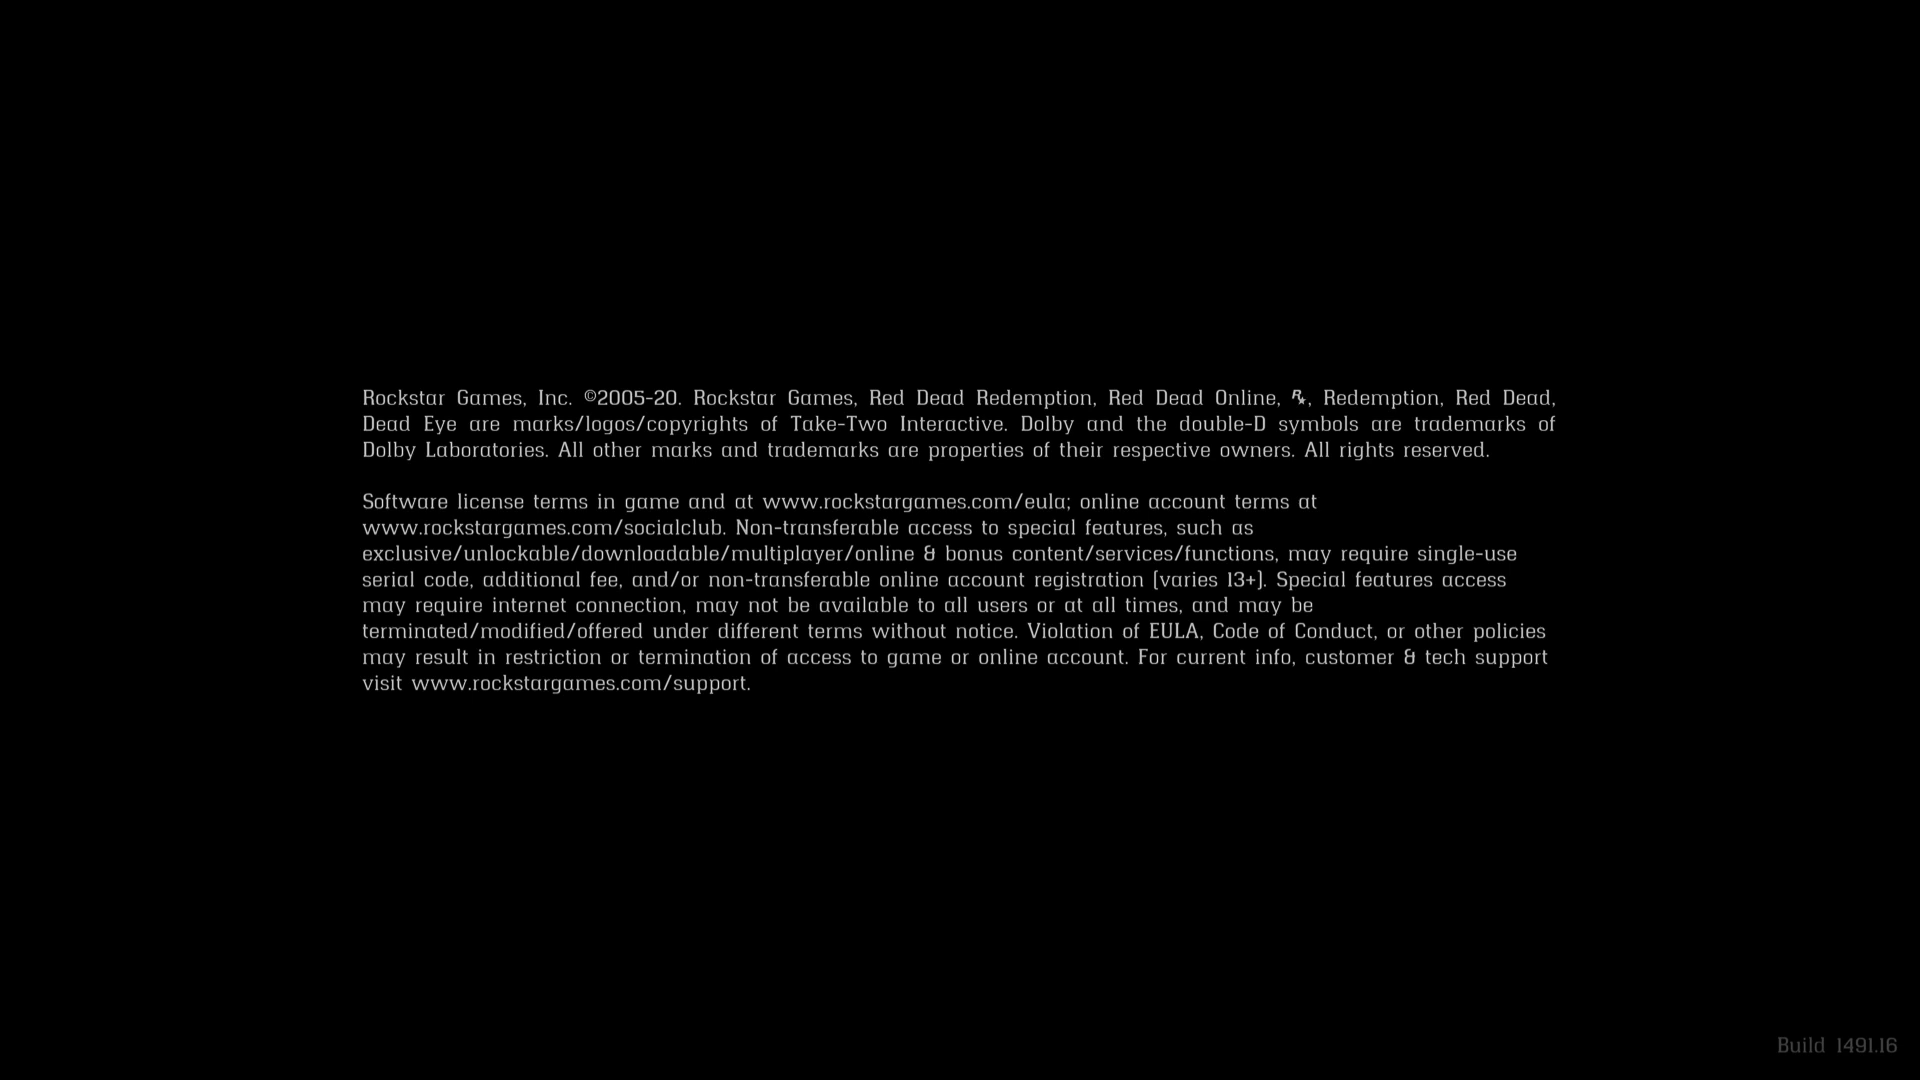 Rockstar Games, Inc. ©2005-20. Rockstar Games, Red Dead Redemption, Red Dead Online, R★, Redemption, Red Dead,
Dead Eye are marks/logos/copyrights of Take-Two Interactive. Dolby and the double-D symbols are trademarks of
Dolby Laboratories. All other marks and trademarks are properties of their respective owners. All rights reserved.
Software license terms in game and at www.rockstargames.com/eula; online account terms at
www.rockstargames.com/socialclub. Non-transferable access to special features, such as
exclusive/unlockable/downloadable/multiplayer/online & bonus content/services/functions, may require single-use
serial code, additional fee, and/or non-transferable online account registration (varies 13+). Special features access
may require internet connection, may not be available to all users or at all times, and may be
terminated/modified/offered under different terms without notice. Violation of EULA, Code of Conduct, or other policies
may result in restriction or termination of access to game or online account. For current info, customer & tech support
visit www.rockstargames.com/support.
Build 1491.16